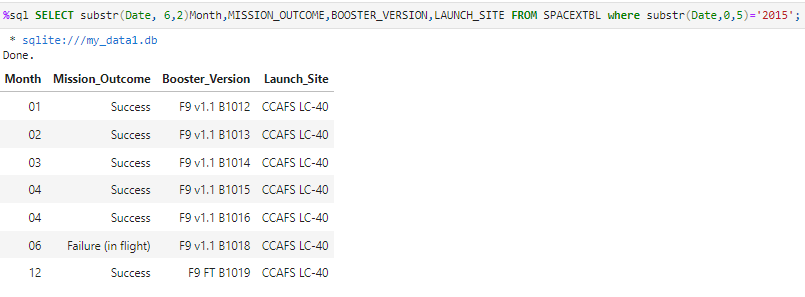 %sql SELECT substr(Date, 6,2)Month,MISSION_OUTCOME,BOOSTER_VERSION,LAUNCH_SITE FROM SPACEXTBL where substr(Date,0,5)='2015';
* sqlite:///my_data1.db
Done.
Month Mission_Outcome Booster_Version Launch_Site
01 Success F9 v1.1 B1012 CCAFS LC-40
02 Success F9 v1.1 B1013 CCAFS LC-40
03 Success F9 v1.1 B1014 CCAFS LC-40
04 Success F9 v1.1 B1015 CCAFS LC-40
04 Success F9 v1.1 B1016 CCAFS LC-40
06 Failure (in flight) F9 v1.1 B1018 CCAFS LC-40
12 Success F9 FT B1019 CCAFS LC-40